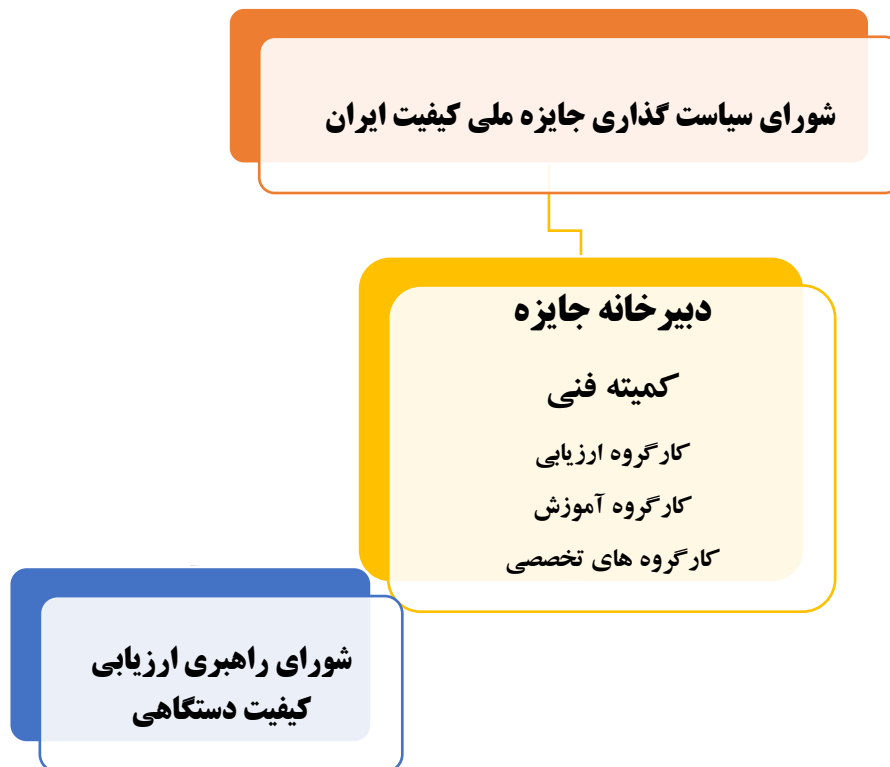 شورای سیاست گذاری جایزه ملی کیفیت ایران
دبیرخانه جایزه
کمیته فنی
کارگروه ارزیابی
کارگروه آموزش
کارگروه های تخصصی
شورای راهبری ارزیابی
کیفیت دستگاهی